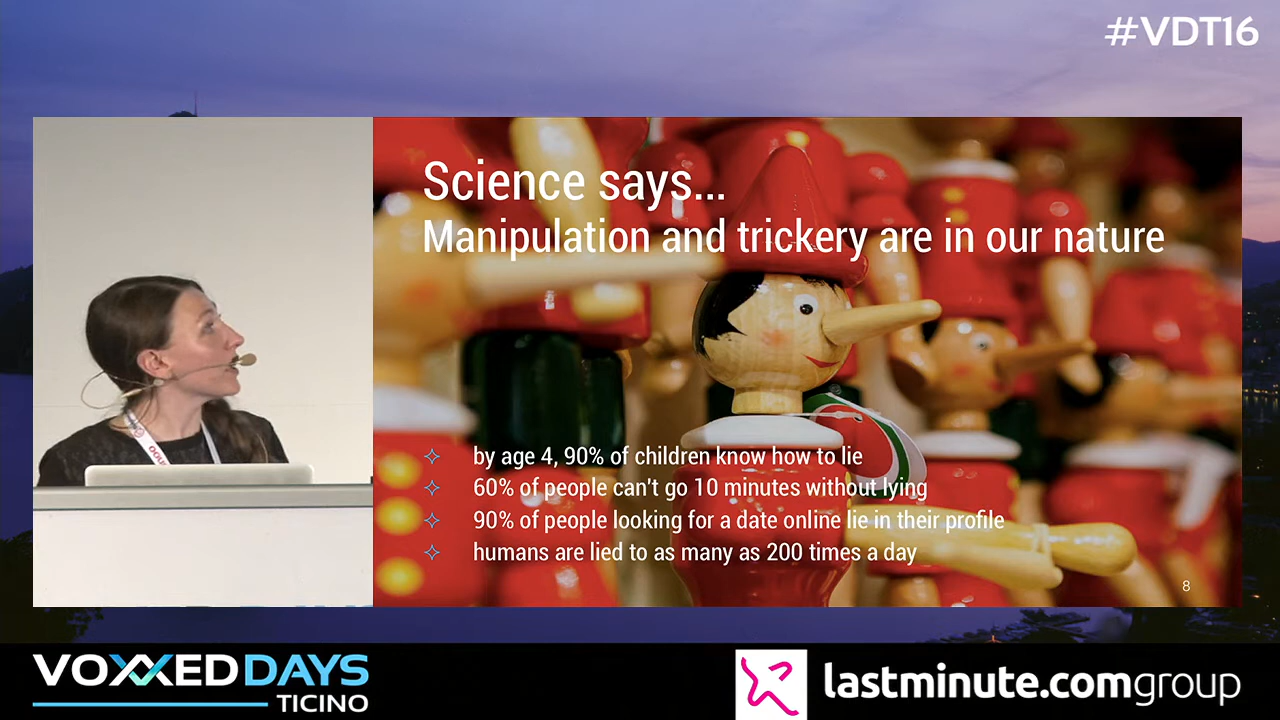 #VDT16
Science says...
Manipulation and trickery are in our nature
by age 4, 90% of children know how to lie
60% of people can't go 10 minutes without lying
90% of people looking for a date online lie in their profile
humans are lied to as many as 200 times a day
8
VOXXED DAYS
TICINO
lastminute.comgroup